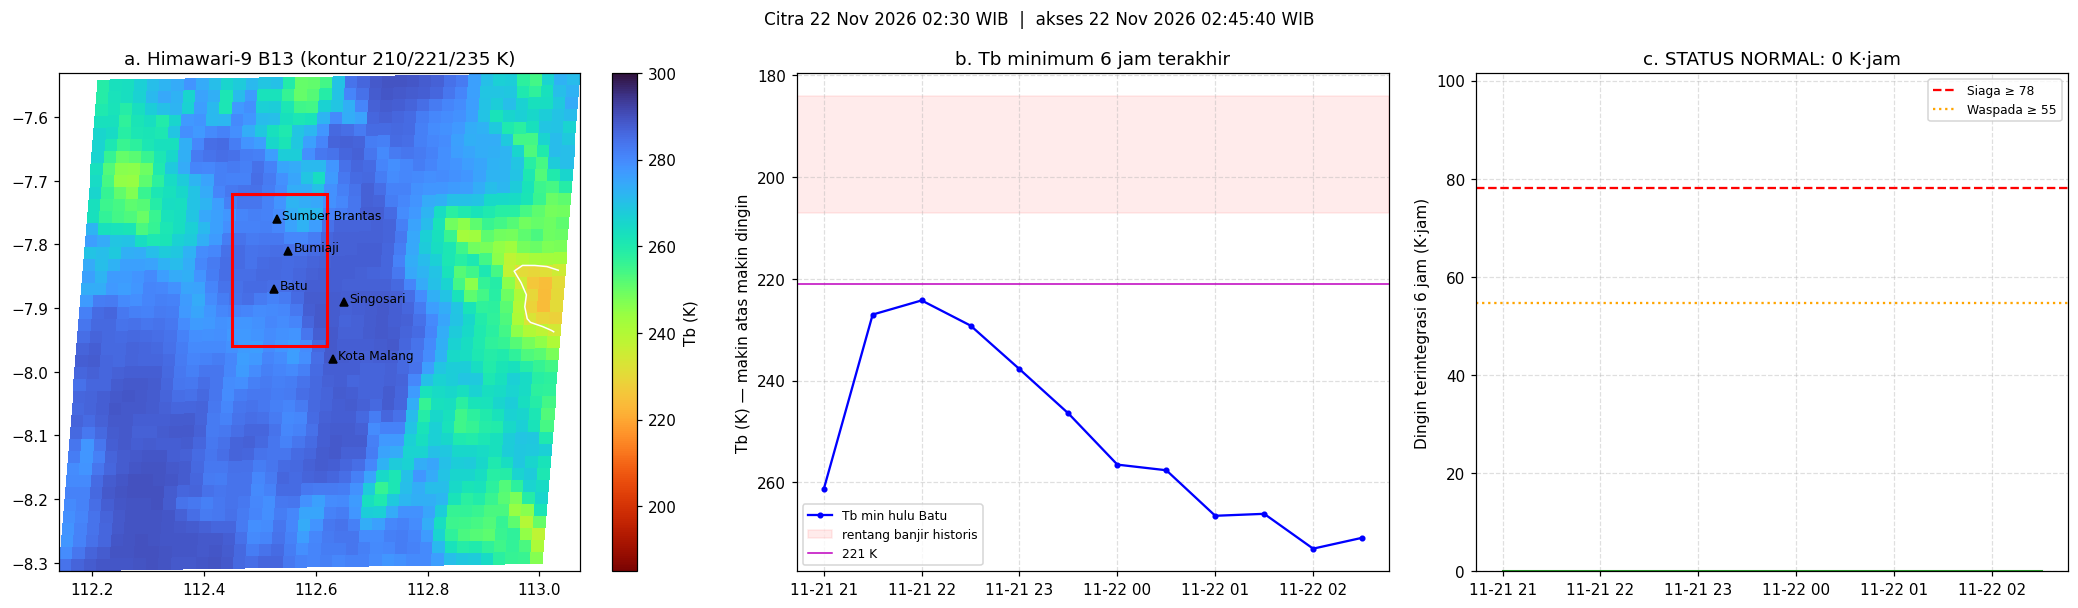 Citra 22 Nov 2026 02:30 WIB | akses 22 Nov 2026 02:45:40 WIB
a. Himawari-9 B13 (kontur 210/221/235 K)
−7.6
−7.7
−7.8
−7.9
−8.0
−8.1
−8.2
−8.3
112.2
112.4
112.6
112.8
113.0
Sumber Brantas
Bumiaji
Batu
Singosari
Kota Malang
300
280
260
240
220
200
Tb (K)
b. Tb minimum 6 jam terakhir
Tb (K) — makin atas makin dingin
180
200
220
240
260
Tb min hulu Batu
rentang banjir historis
221 K
11-21 21
11-21 22
11-21 23
11-22 00
11-22 01
11-22 02
c. STATUS NORMAL: 0 K·jam
Dingin terintegrasi 6 jam (K·jam)
100
80
60
40
20
0
Siaga ≥ 78
Waspada ≥ 55
11-21 21
11-21 22
11-21 23
11-22 00
11-22 01
11-22 02